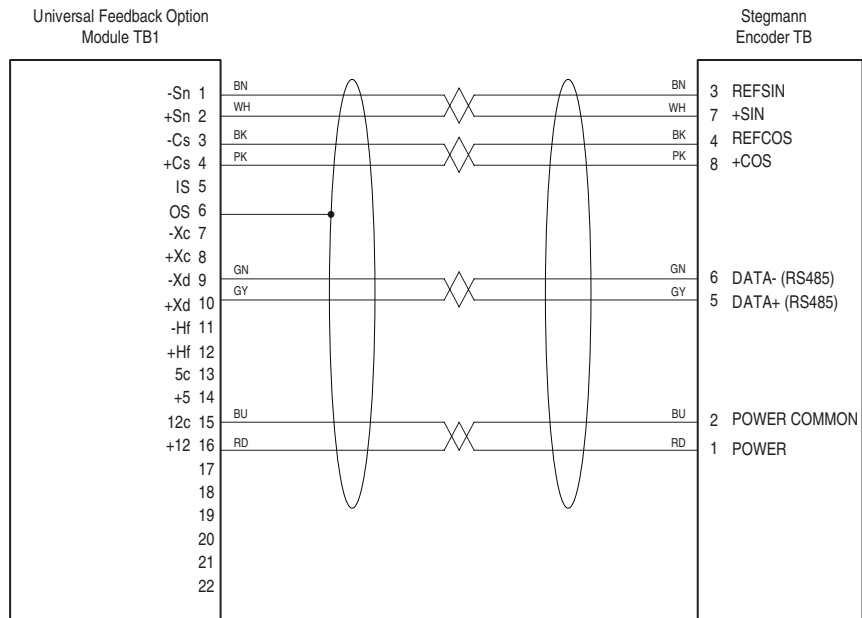 Universal Feedback Option
Module TB1
Stegmann
Encoder TB
-Sn 1 BN BN 3 REFSIN
+Sn 2 WH WH 7 +SIN
-Cs 3 BK BK 4 REFCOS
+Cs 4 PK PK 8 +COS
IS 5
OS 6
-Xc 7
+Xc 8
-Xd 9 GN GN 6 DATA- (RS485)
+Xd 10 GY GY 5 DATA+ (RS485)
-Hf 11
+Hf 12
5c 13
+5 14
12c 15 BU BU 2 POWER COMMON
+12 16 RD RD 1 POWER
17
18
19
20
21
22